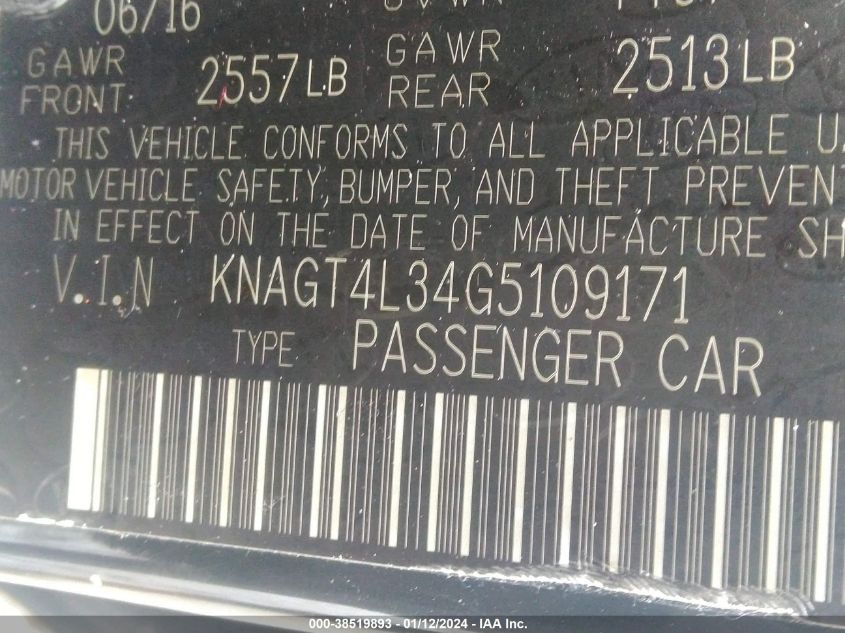 06/16
GAWR FRONT: 2557LB GAWR REAR 2513LB
THIS VEHICLE CONFORMS TO ALL APPLICABLE U.
MOTOR VEHICLE SAFETY, BUMPER, AND THEFT PREVENT
IN EFFECT ON THE DATE OF MANUFACTURE SH
V.I.N KNAGT4L34G5109171
TYPE PASSENGER CAR
000-38519893 - 01/12/2024 - IAA Inc.